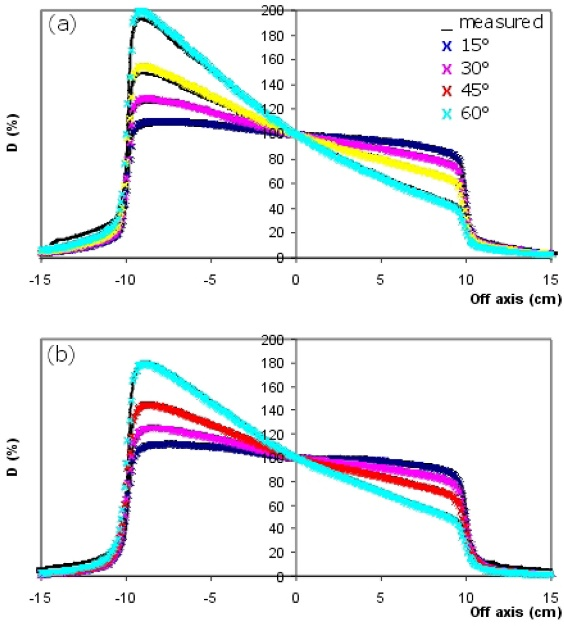 (a)
200
180
160
140
120
100
80
60
40
20
0
D (%)
_ measured
x 15°
x 30°
x 45°
x 60°
-15 -10 -5 0 5 10 15
Off axis (cm)
(b)
200
180
160
140
120
100
80
60
40
20
0
D (%)
-15 -10 -5 0 5 10 15
Off axis (cm)